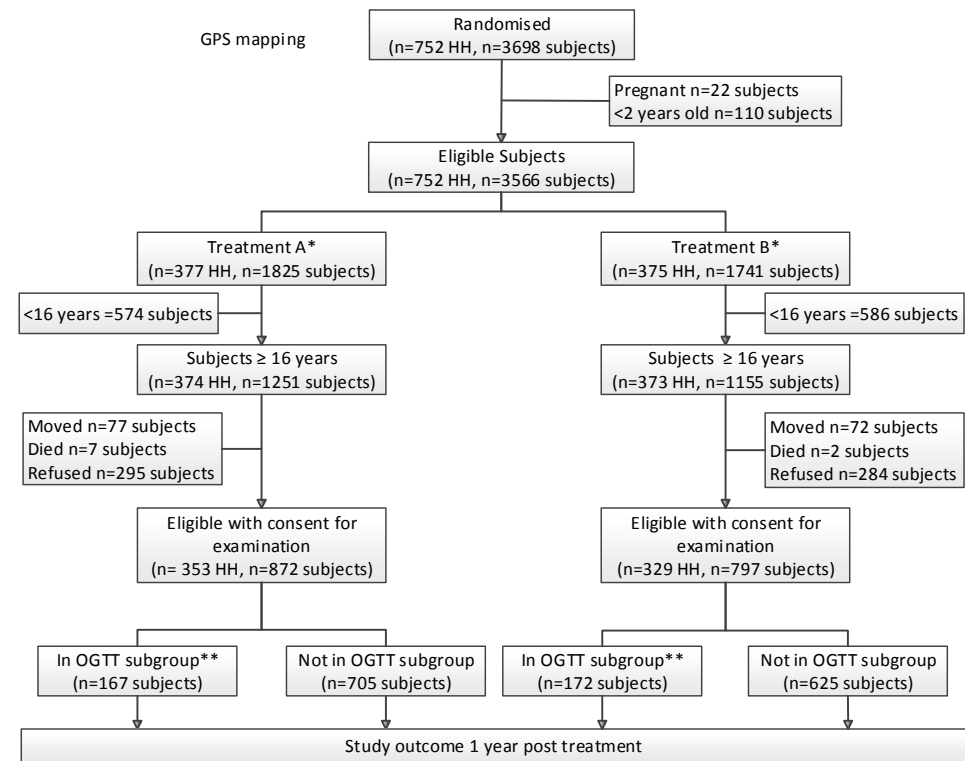 GPS mapping
Randomised
(n=752 HH, n=3698 subjects)
Pregnant n=22 subjects
<2 years old n=110 subjects
Eligible Subjects
(n=752 HH, n=3566 subjects)
Treatment A*
(n=377 HH, n=1825 subjects)
Treatment B*
(n=375 HH, n=1741 subjects)
<16 years =574 subjects
<16 years =586 subjects
Subjects ≥ 16 years
(n=374 HH, n=1251 subjects)
Subjects ≥ 16 years
(n=373 HH, n=1155 subjects)
Moved n=77 subjects
Died n=7 subjects
Refused n=295 subjects
Moved n=72 subjects
Died n=2 subjects
Refused n=284 subjects
Eligible with consent for
examination
(n= 353 HH, n=872 subjects)
Eligible with consent for
examination
(n=329 HH, n=797 subjects)
In OGTT subgroup**
(n=167 subjects)
Not in OGTT subgroup
(n=705 subjects)
In OGTT subgroup**
(n=172 subjects)
Not in OGTT subgroup
(n=625 subjects)
Study outcome 1 year post treatment